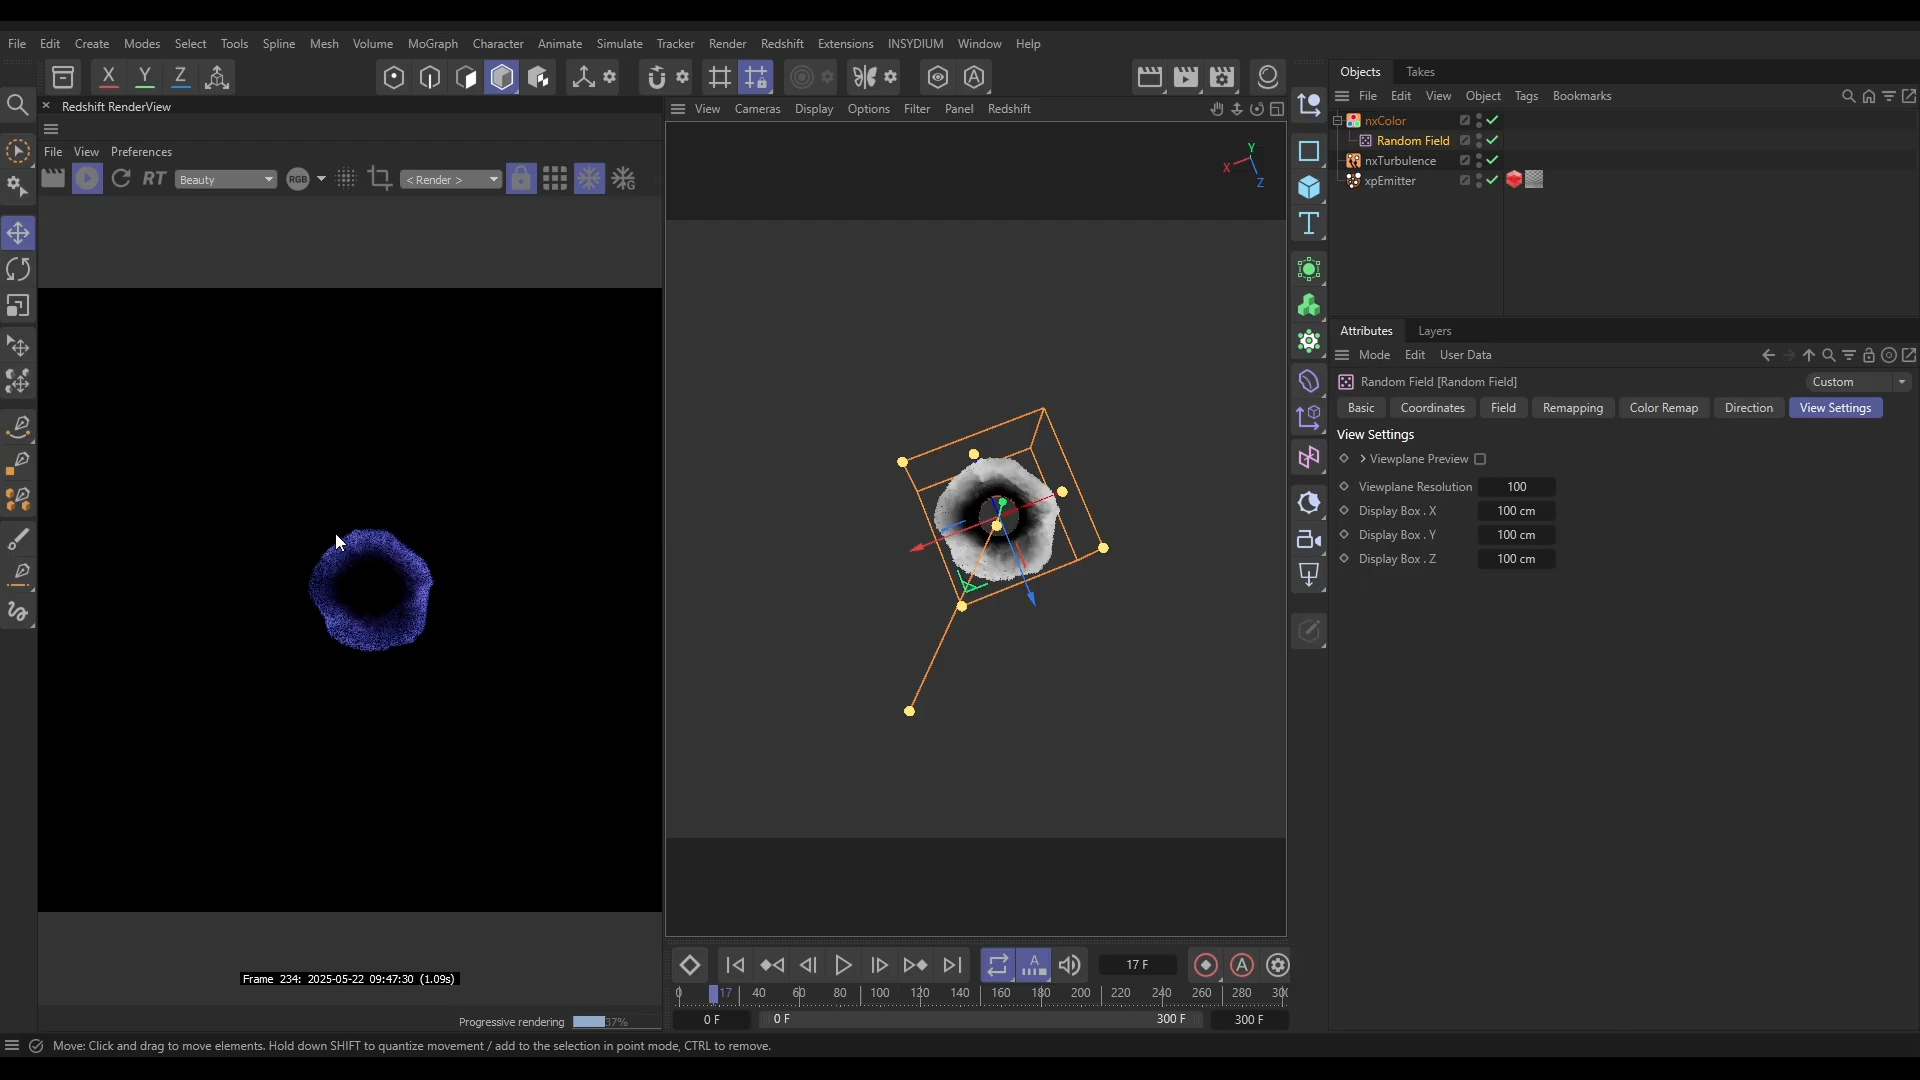 File Edit Create Modes Select Tools Spline Mesh Volume MoGraph Character Animate Simulate Tracker Render Redshift Extensions INSYDIUM Window Help
X Y Z
Redshift RenderView
File View Preferences
RT Beauty RGB < Render >
Frame 234: 2025-05-22 09:47:30 (1.09s)
Progressive rendering 37%
View Cameras Display Options Filter Panel Redshift
Y
X
Z
17 F
0 17 40 60 80 100 120 140 160 180 200 220 240 260 280 30
0 F 0 F 300 F 300 F
Objects Takes
File Edit View Object Tags Bookmarks
nxColor
Random Field
nxTurbulence
xpEmitter
Attributes Layers
Mode Edit User Data
Random Field [Random Field] Custom
Basic Coordinates Field Remapping Color Remap Direction View Settings
View Settings
Viewplane Preview
Viewplane Resolution 100
Display Box . X 100 cm
Display Box . Y 100 cm
Display Box . Z 100 cm
Move: Click and drag to move elements. Hold down SHIFT to quantize movement / add to the selection in point mode, CTRL to remove.